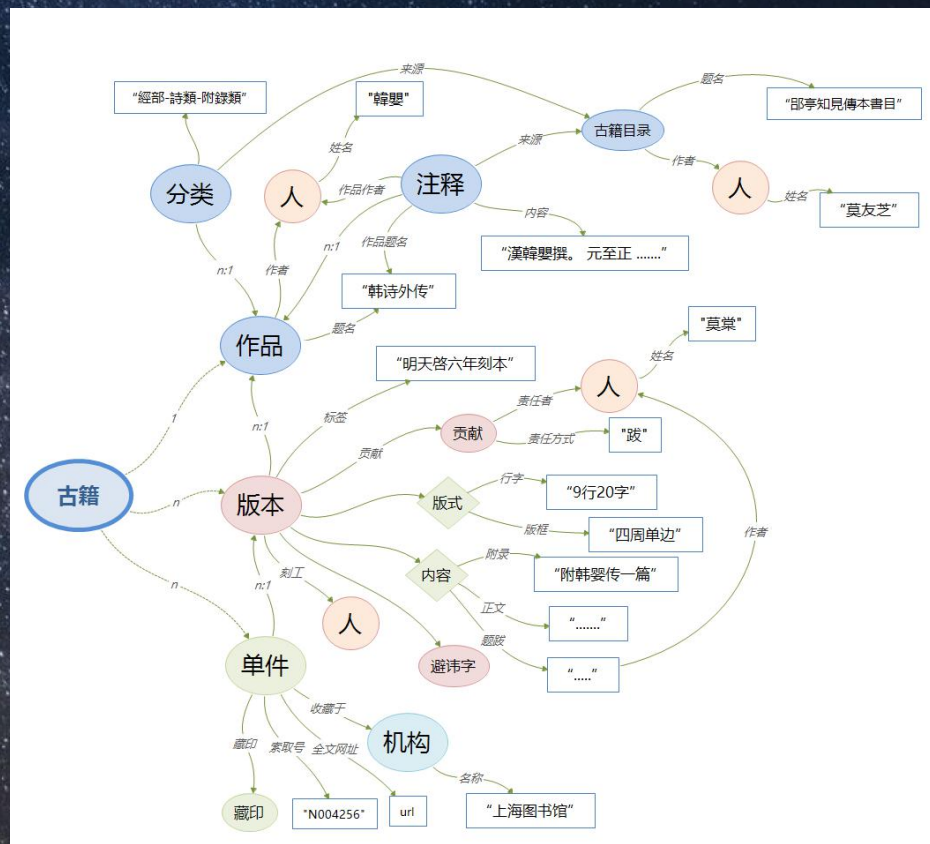 来源
题名
“經部-詩類-附錄類”
"韓嬰"
“郘亭知見傳本書目”
古籍目录
来源
作者
姓名
分类
人
作品作者
注释
人
姓名
“莫友芝”
内容
n:1
作者
n:1
作品题名
“漢韓嬰撰。 元至正 .......”
“韩诗外传”
题名
作品
"莫棠"
“明天啓六年刻本”
姓名
人
责任者
1
n:1
标签
贡献
责任方式
"跋"
贡献
古籍
n
版本
行字
“9行20字”
版式
版框
“四周单边”
作者
附录
内容
“附韩婴传一篇”
n
n:1
刻工
正文
“.......”
人
题跋
单件
避讳字
“.....”
收藏于
机构
藏印
索取号
全文网址
名称
藏印
"N004256"
url
“上海图书馆”